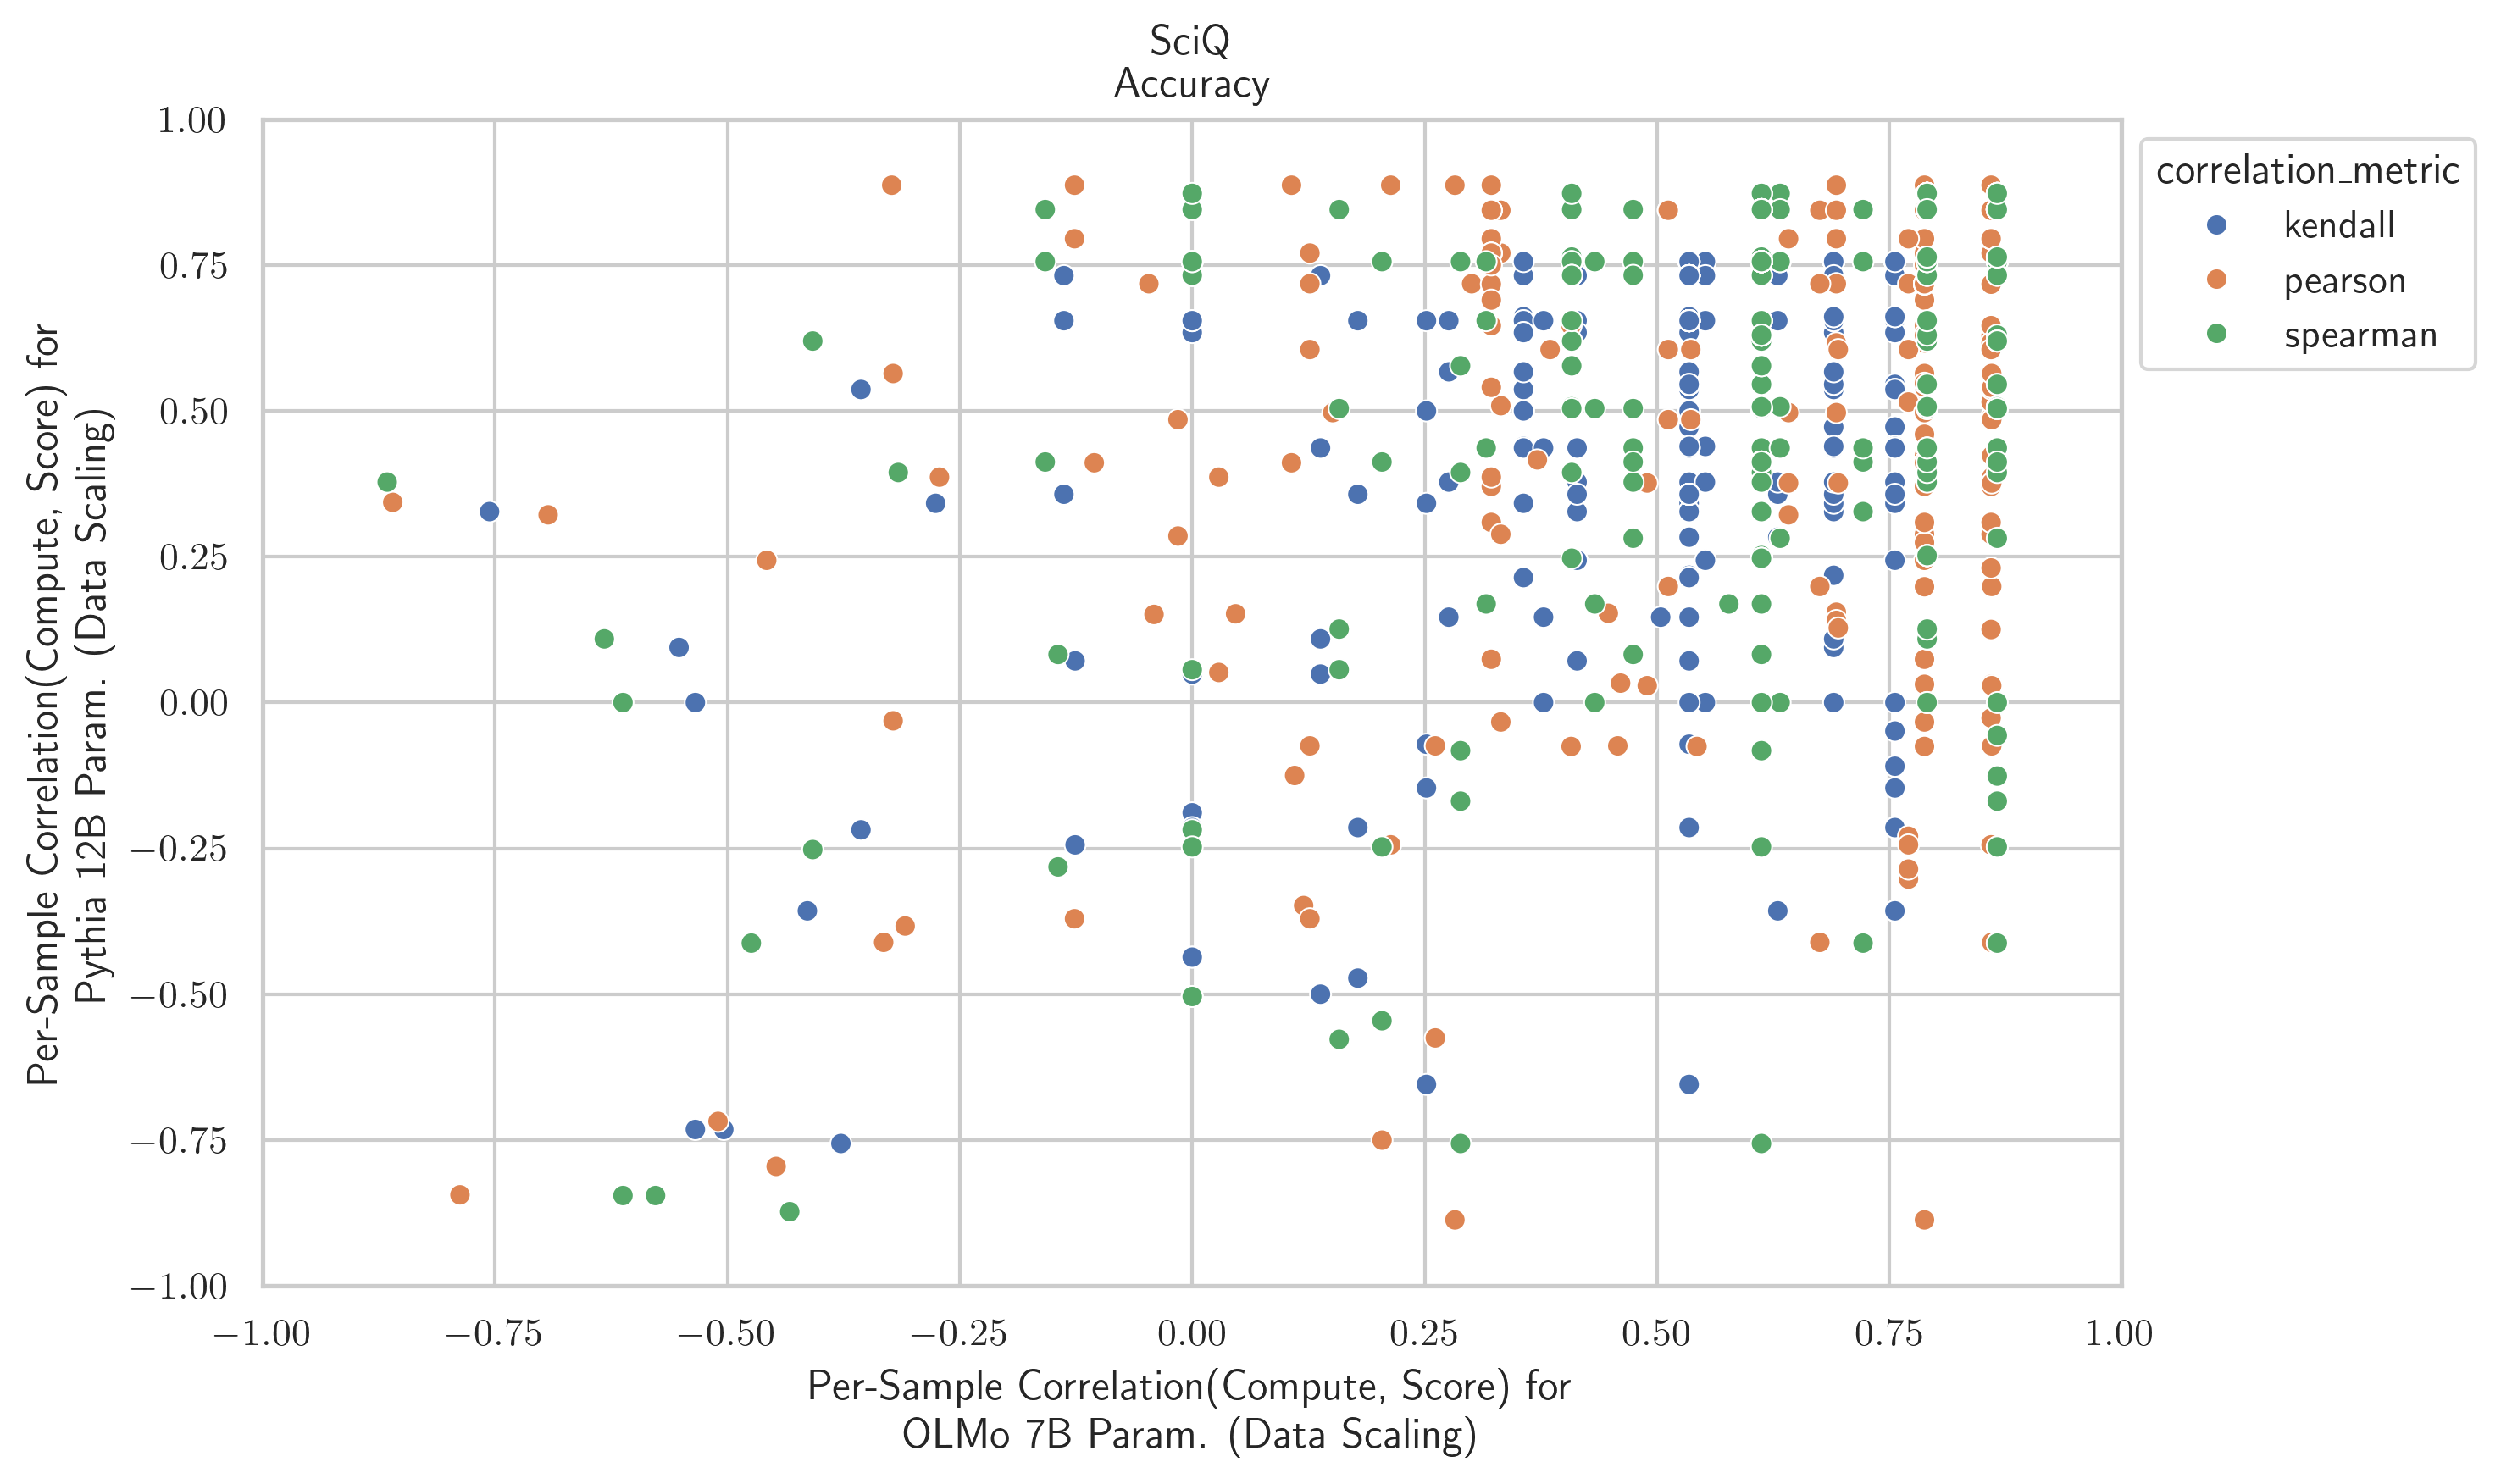 SciQ
Accuracy
Per-Sample Correlation(Compute, Score) for
Pythia 12B Param. (Data Scaling)
1.00
0.75
0.50
0.25
0.00
−0.25
−0.50
−0.75
−1.00
−1.00 −0.75 −0.50 −0.25 0.00 0.25 0.50 0.75 1.00
Per-Sample Correlation(Compute, Score) for
OLMo 7B Param. (Data Scaling)
correlation_metric
kendall
pearson
spearman